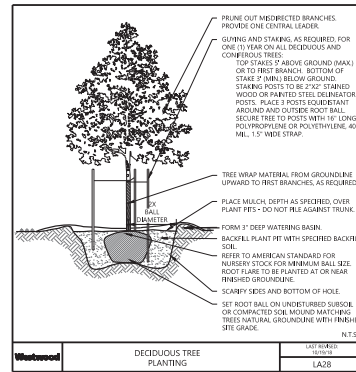 PRUNE OUT MISDIRECTED BRANCHES.
PROVIDE ONE CENTRAL LEADER.
GUYING AND STAKING, AS REQUIRED, FOR
ONE (1) YEAR ON ALL DECIDUOUS AND
CONIFEROUS TREES:
TOP STAKES 5' ABOVE GROUND (MAX.)
OR TO FIRST BRANCH. BOTTOM OF
STAKE 3' (MIN.) BELOW GROUND.
STAKING POSTS TO BE 2"X2" STAINED
WOOD OR PAINTED STEEL DELINEATOR
POSTS. PLACE 3 POSTS EQUIDISTANT
AROUND AND OUTSIDE ROOT BALL.
SECURE TREE TO POSTS WITH 16" LONG
POLYPROPYLENE OR POLYETHYLENE, 40
MIL, 1.5" WIDE STRAP.
TREE WRAP MATERIAL FROM GROUNDLINE
UPWARD TO FIRST BRANCHES, AS REQUIRED.
2X
BALL
DIAMETER
PLACE MULCH, DEPTH AS SPECIFIED, OVER
PLANT PITS - DO NOT PILE AGAINST TRUNK.
FORM 3" DEEP WATERING BASIN.
BACKFILL PLANT PIT WITH SPECIFIED BACKFI
SOIL.
REFER TO AMERICAN STANDARD FOR
NURSERY STOCK FOR MINIMUM BALL SIZE.
ROOT FLARE TO BE PLANTED AT OR NEAR
FINISHED GROUNDLINE.
SCARIFY SIDES AND BOTTOM OF HOLE.
SET ROOT BALL ON UNDISTURBED SUBSOIL
OR COMPACTED SOIL MOUND MATCHING
TREES NATURAL GROUNDLINE WITH FINISHE
SITE GRADE.
N.T.S
Westwood
DECIDUOUS TREE
PLANTING
LAST REVISED:
10/19/18
LA28